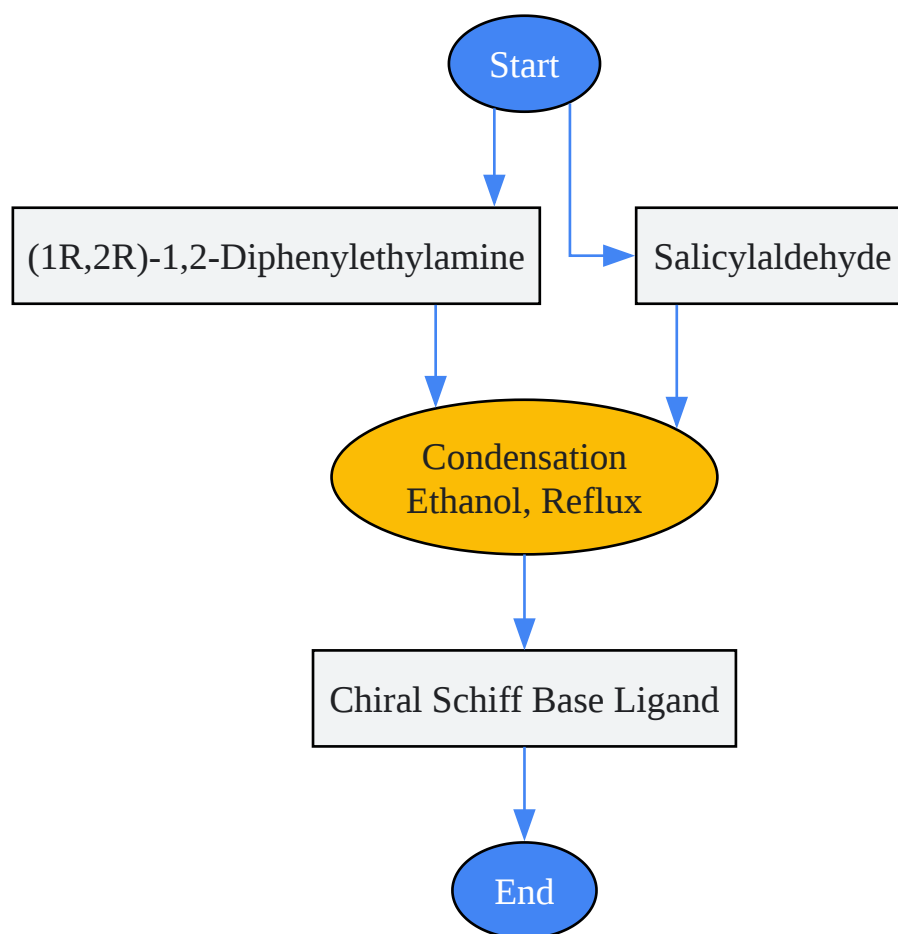 Start
(1R,2R)-1,2-Diphenylethylamine
Salicylaldehyde
Condensation
Ethanol, Reflux
Chiral Schiff Base Ligand
End